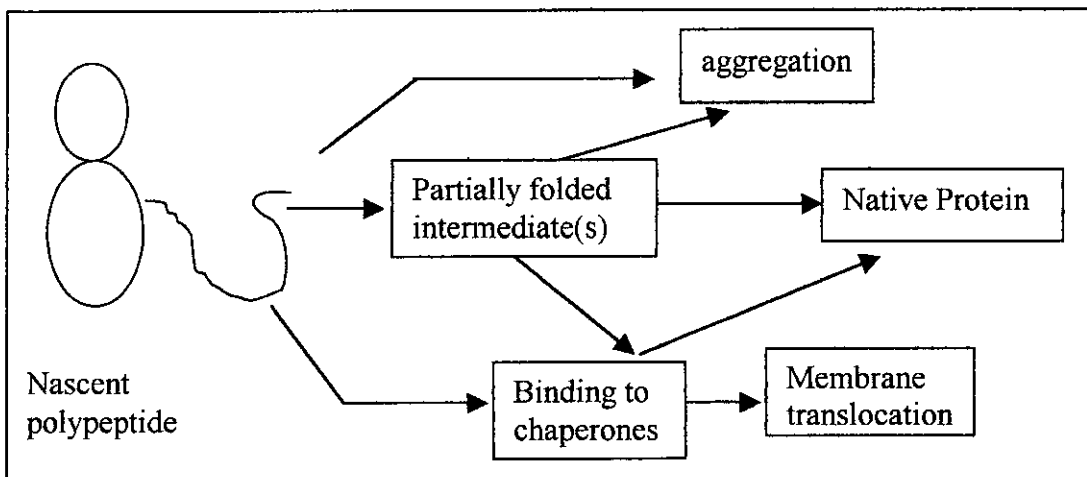 aggregation
Partially folded
intermediate(s)
Native Protein
Nascent
polypeptide
Binding to
chaperones
Membrane
translocation